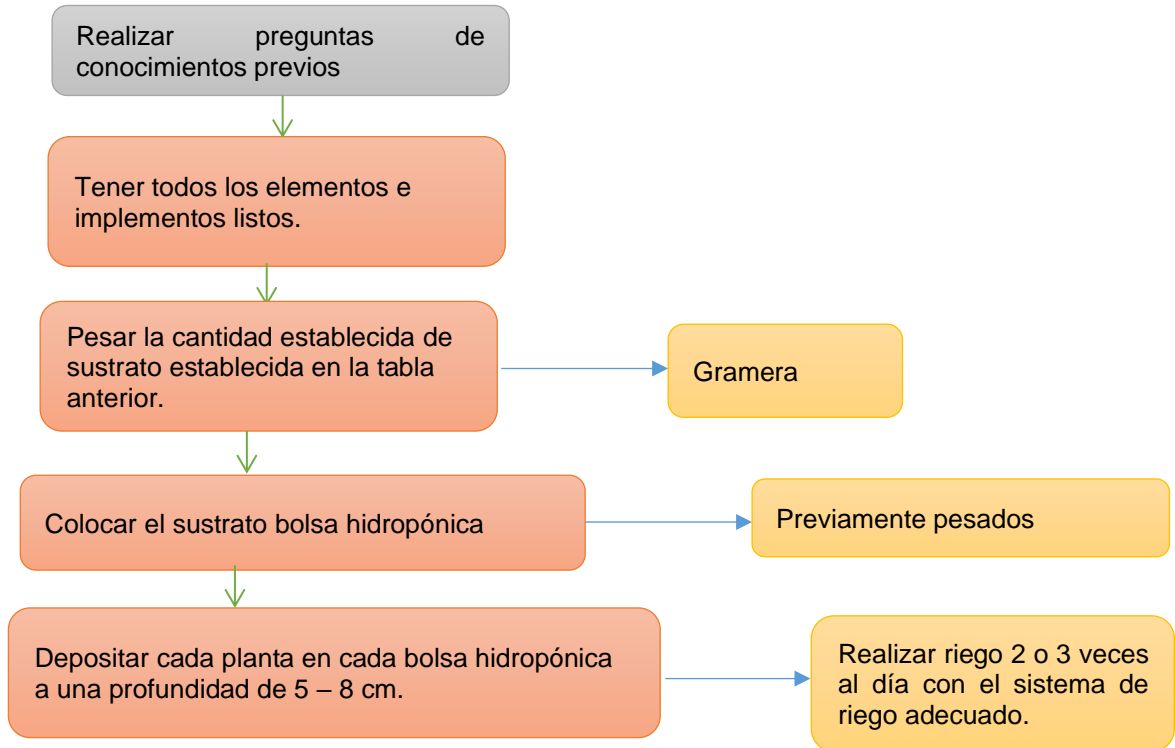 Realizar preguntas de
conocimientos previos
Tener todos los elementos e
implementos listos.
Pesar la cantidad establecida de
sustrato establecida en la tabla
anterior.
Gramera
Colocar el sustrato bolsa hidropónica
Previamente pesados
Depositar cada planta en cada bolsa hidropónica
a una profundidad de 5 – 8 cm.
Realizar riego 2 o 3 veces
al día con el sistema de
riego adecuado.